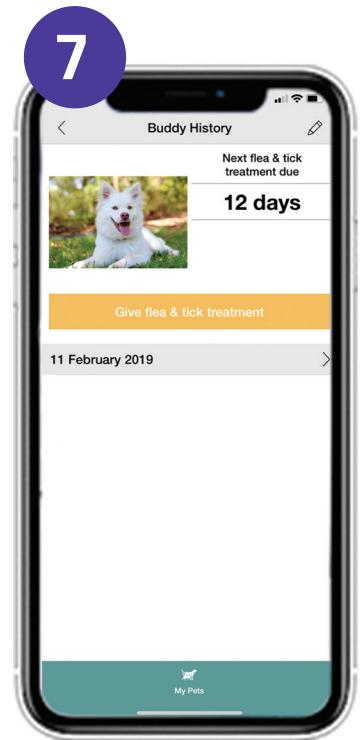 7
Buddy History
Next flea & tick
treatment due
12 days
Give flea & tick treatment
11 February 2019
My Pets